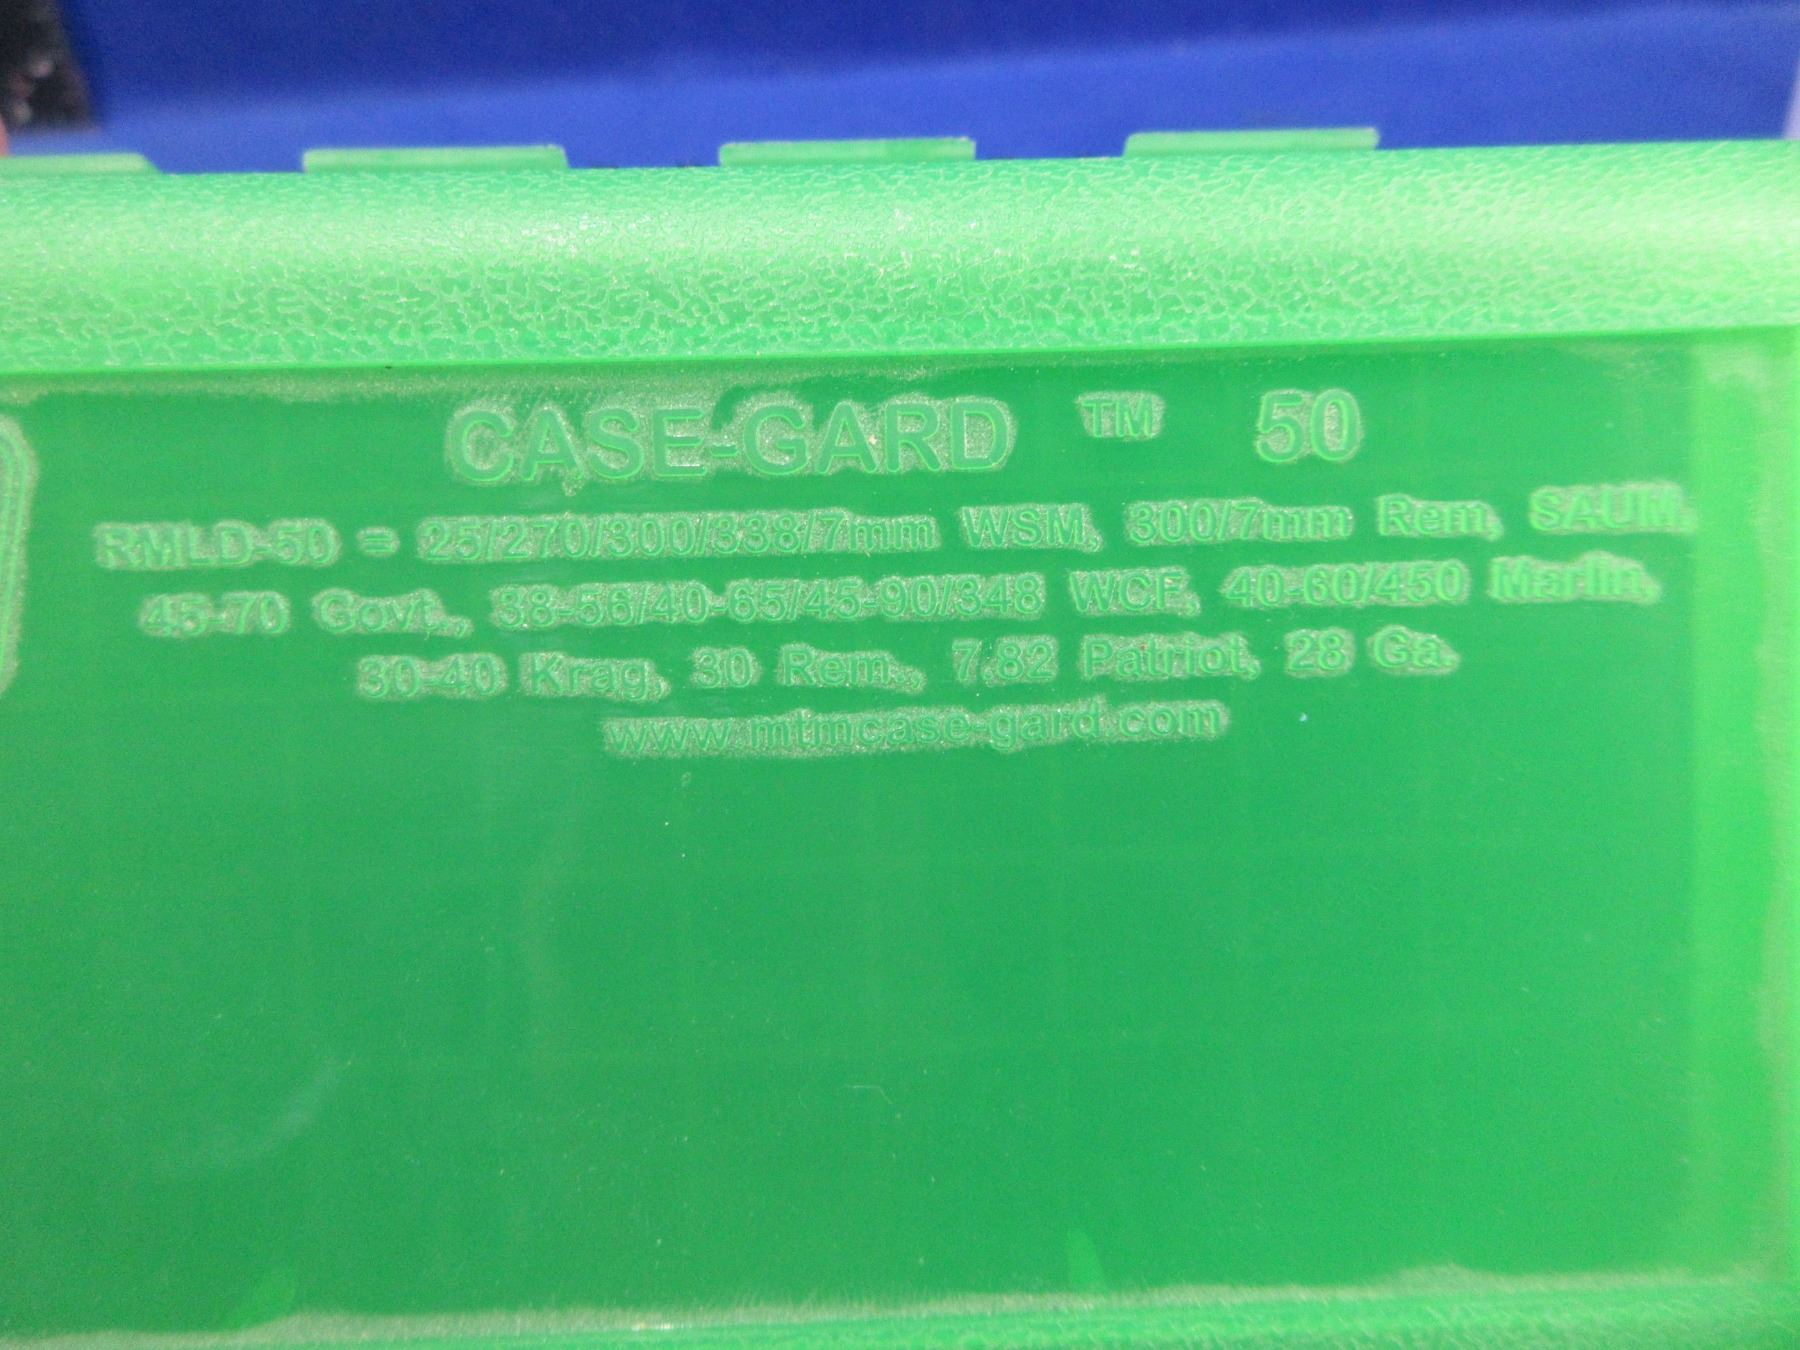 CASE-GARD ™ 50
RMLD-50 = 25/270/300/338/7mm WSM, 300/7mm Rem, SAUM,
45-70 Govt., 38-56/40-65/45-90/348 WCF, 40-60/450 Marlin,
30-40 Krag, 30 Rem., 7.82 Patriot, 28 Ga.
www.mtmcase-gard.com